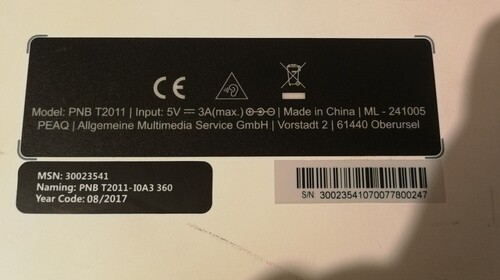 CE
Model: PNB T2011 | Input: 5V ⎓ 3A(max.) | Made in China | ML - 241005
PEAQ | Allgemeine Multimedia Service GmbH | Vorstadt 2 | 61440 Oberursel
MSN: 30023541
Naming: PNB T2011-I0A3 360
Year Code: 08/2017
S/N 30023541070077800247